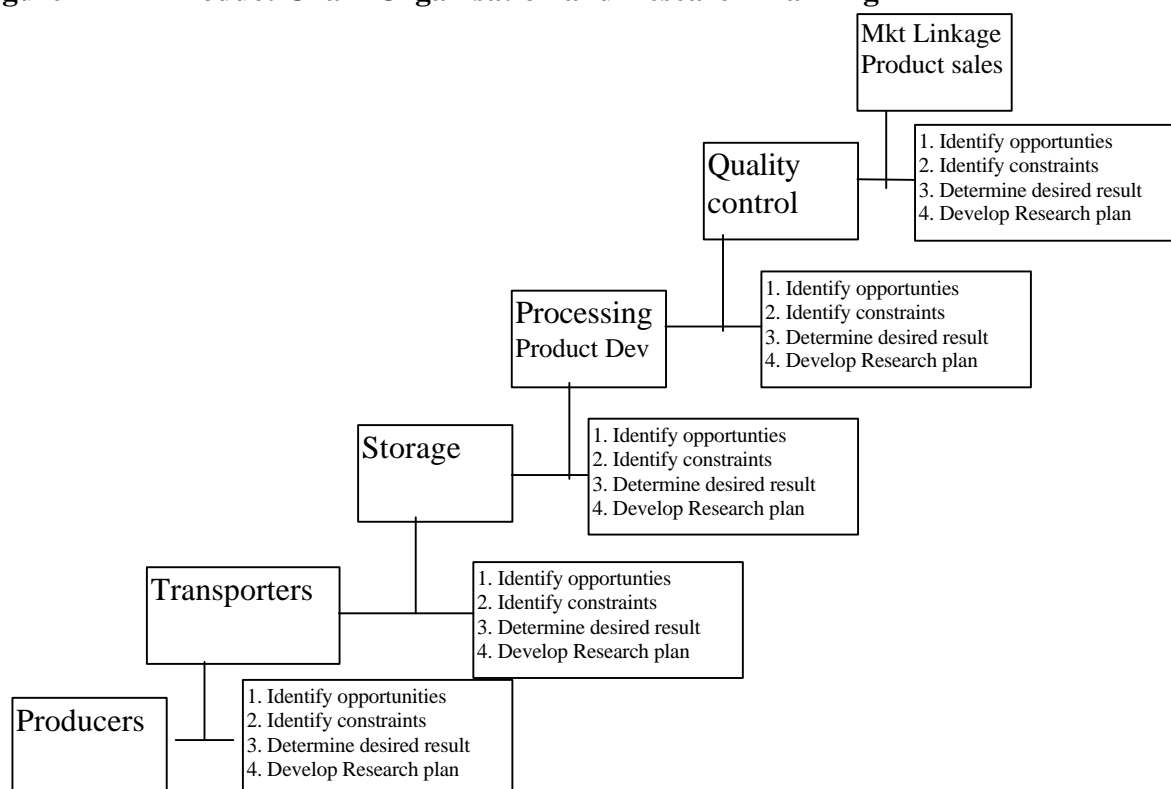 Mkt Linkage
Product sales
1. Identify opportunties
2. Identify constraints
3. Determine desired result
4. Develop Research plan
Quality
control
1. Identify opportunties
2. Identify constraints
3. Determine desired result
4. Develop Research plan
Processing
Product Dev
1. Identify opportunties
2. Identify constraints
3. Determine desired result
4. Develop Research plan
Storage
1. Identify opportunties
2. Identify constraints
3. Determine desired result
4. Develop Research plan
Transporters
1. Identify opportunities
2. Identify constraints
3. Determine desired result
4. Develop Research plan
Producers